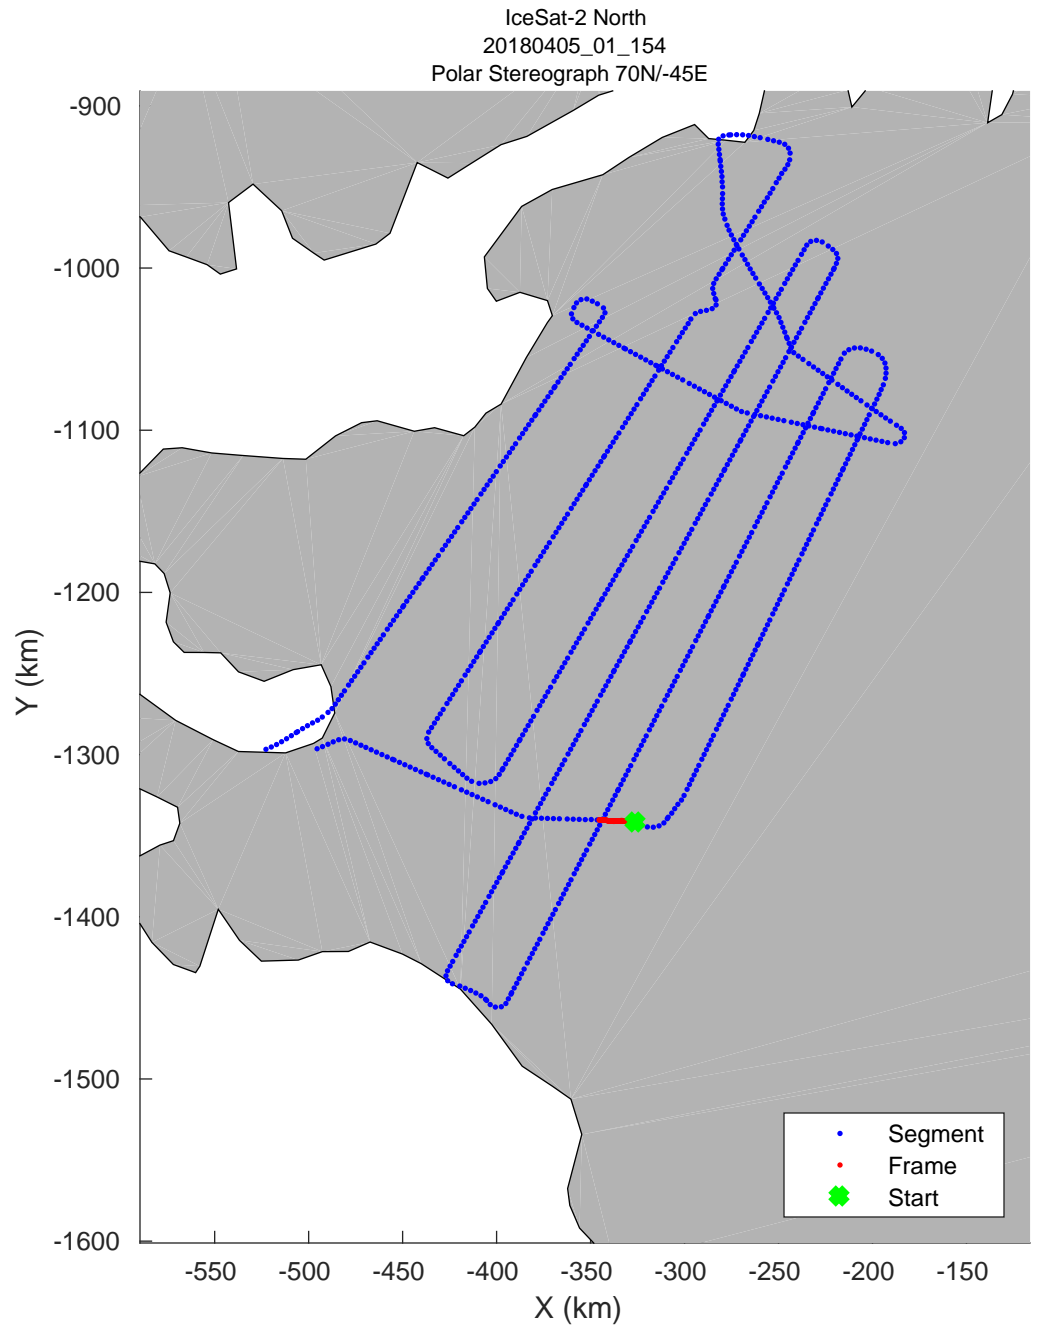 IceSat-2 North
20180405_01_154
Polar Stereograph 70N/-45E
-900
-1000
-1100
-1200
-1300
-1400
-1500
-1600
Y (km)
Segment
Frame
Start
-550 -500 -450 -400 -350 -300 -250 -200 -150
X (km)